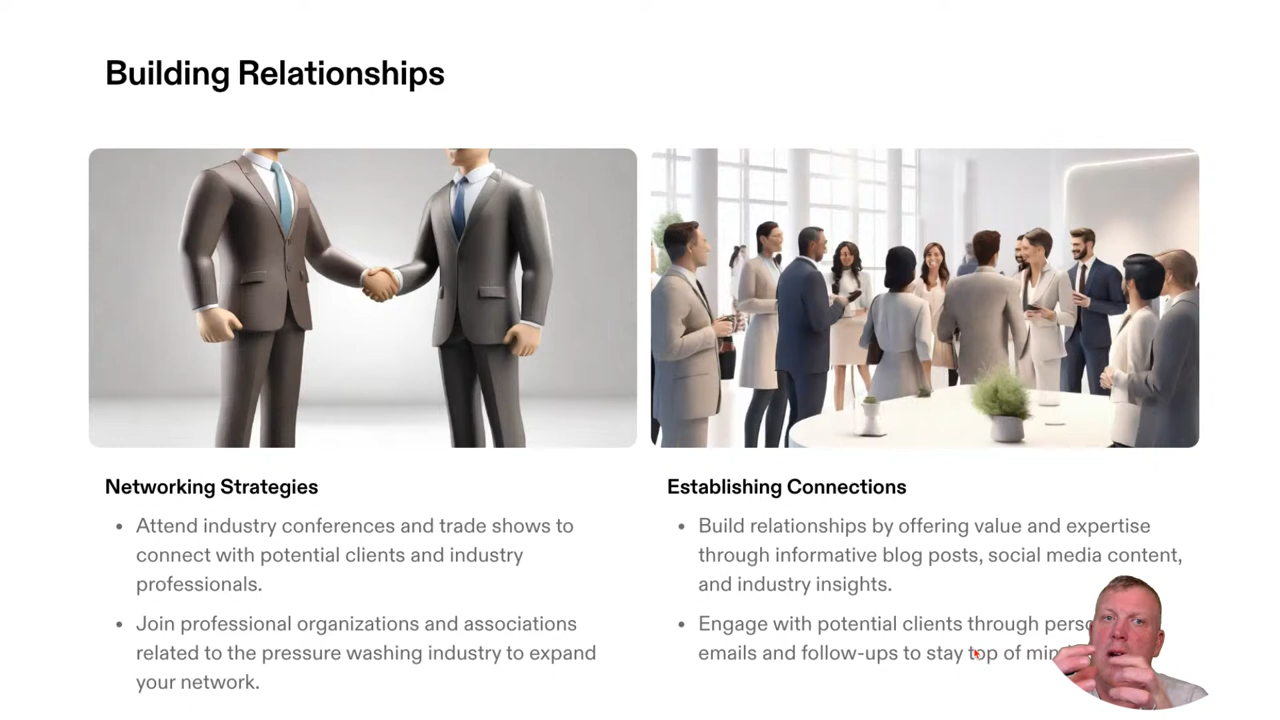 Building Relationships
Networking Strategies
• Attend industry conferences and trade shows to
connect with potential clients and industry
professionals.
• Join professional organizations and associations
related to the pressure washing industry to expand
your network.
Establishing Connections
• Build relationships by offering value and expertise
through informative blog posts, social media content,
and industry insights.
• Engage with potential clients through
emails and follow-ups to stay top of